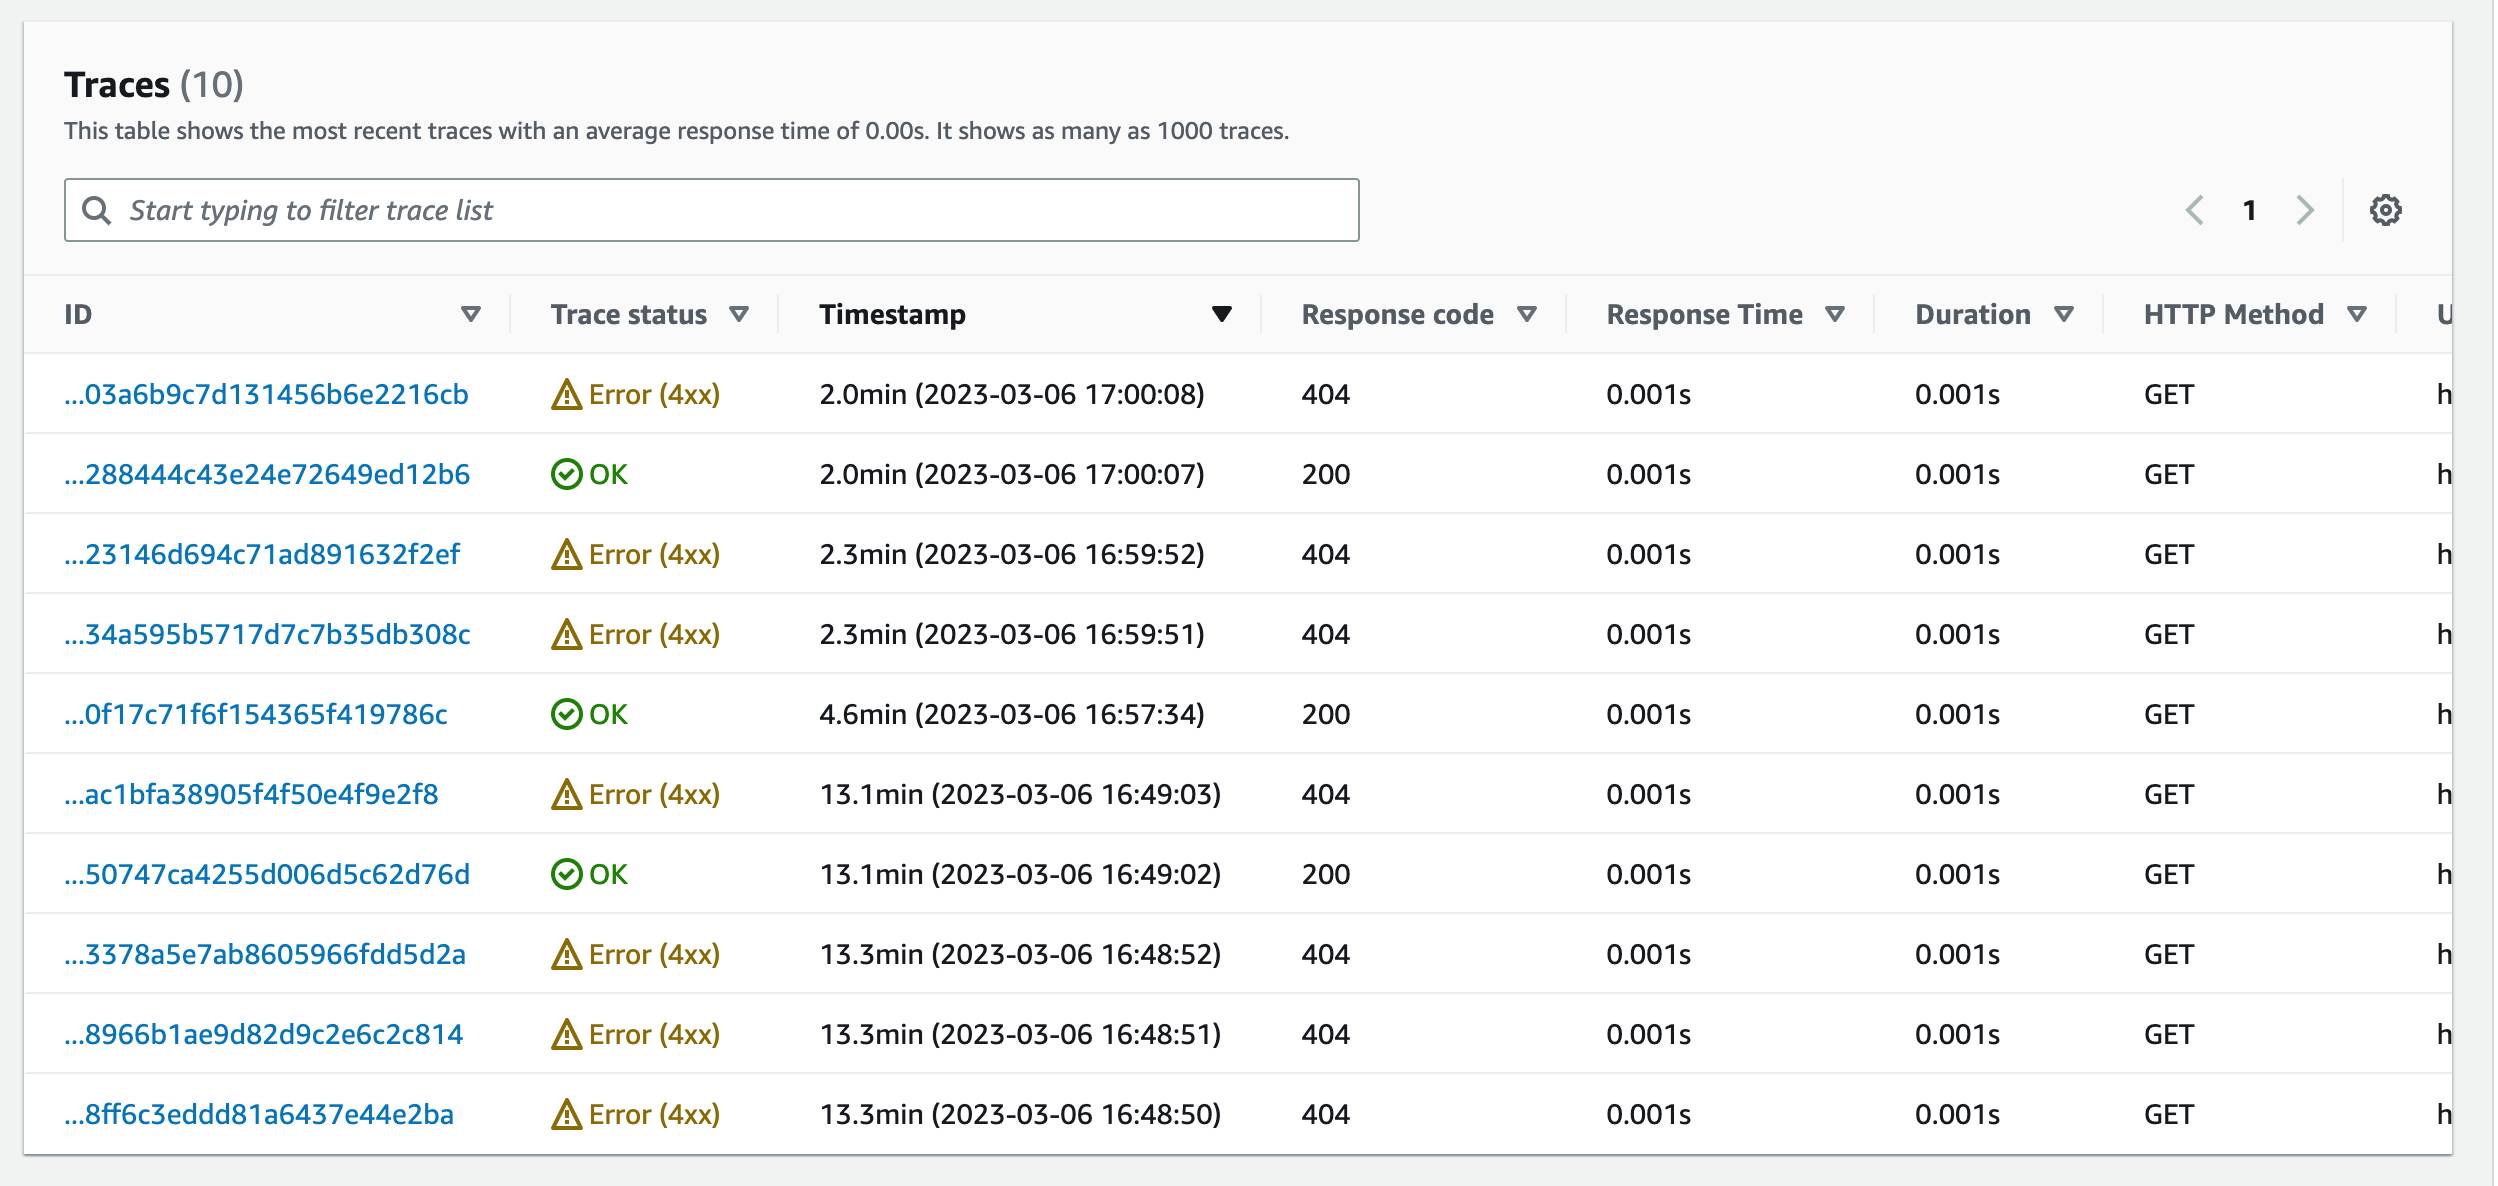 Traces (10)
This table shows the most recent traces with an average response time of 0.00s. It shows as many as 1000 traces.
Start typing to filter trace list
1
ID Trace status Timestamp Response code Response Time Duration HTTP Method U
...03a6b9c7d131456b6e2216cb Error (4xx) 2.0min (2023-03-06 17:00:08) 404 0.001s 0.001s GET h
...288444c43e24e72649ed12b6 OK 2.0min (2023-03-06 17:00:07) 200 0.001s 0.001s GET h
...23146d694c71ad891632f2ef Error (4xx) 2.3min (2023-03-06 16:59:52) 404 0.001s 0.001s GET h
...34a595b5717d7c7b35db308c Error (4xx) 2.3min (2023-03-06 16:59:51) 404 0.001s 0.001s GET h
...0f17c71f6f154365f419786c OK 4.6min (2023-03-06 16:57:34) 200 0.001s 0.001s GET h
...ac1bfa38905f4f50e4f9e2f8 Error (4xx) 13.1min (2023-03-06 16:49:03) 404 0.001s 0.001s GET h
...50747ca4255d006d5c62d76d OK 13.1min (2023-03-06 16:49:02) 200 0.001s 0.001s GET h
...3378a5e7ab8605966fdd5d2a Error (4xx) 13.3min (2023-03-06 16:48:52) 404 0.001s 0.001s GET h
...8966b1ae9d82d9c2e6c2c814 Error (4xx) 13.3min (2023-03-06 16:48:51) 404 0.001s 0.001s GET h
...8ff6c3eddd81a6437e44e2ba Error (4xx) 13.3min (2023-03-06 16:48:50) 404 0.001s 0.001s GET h